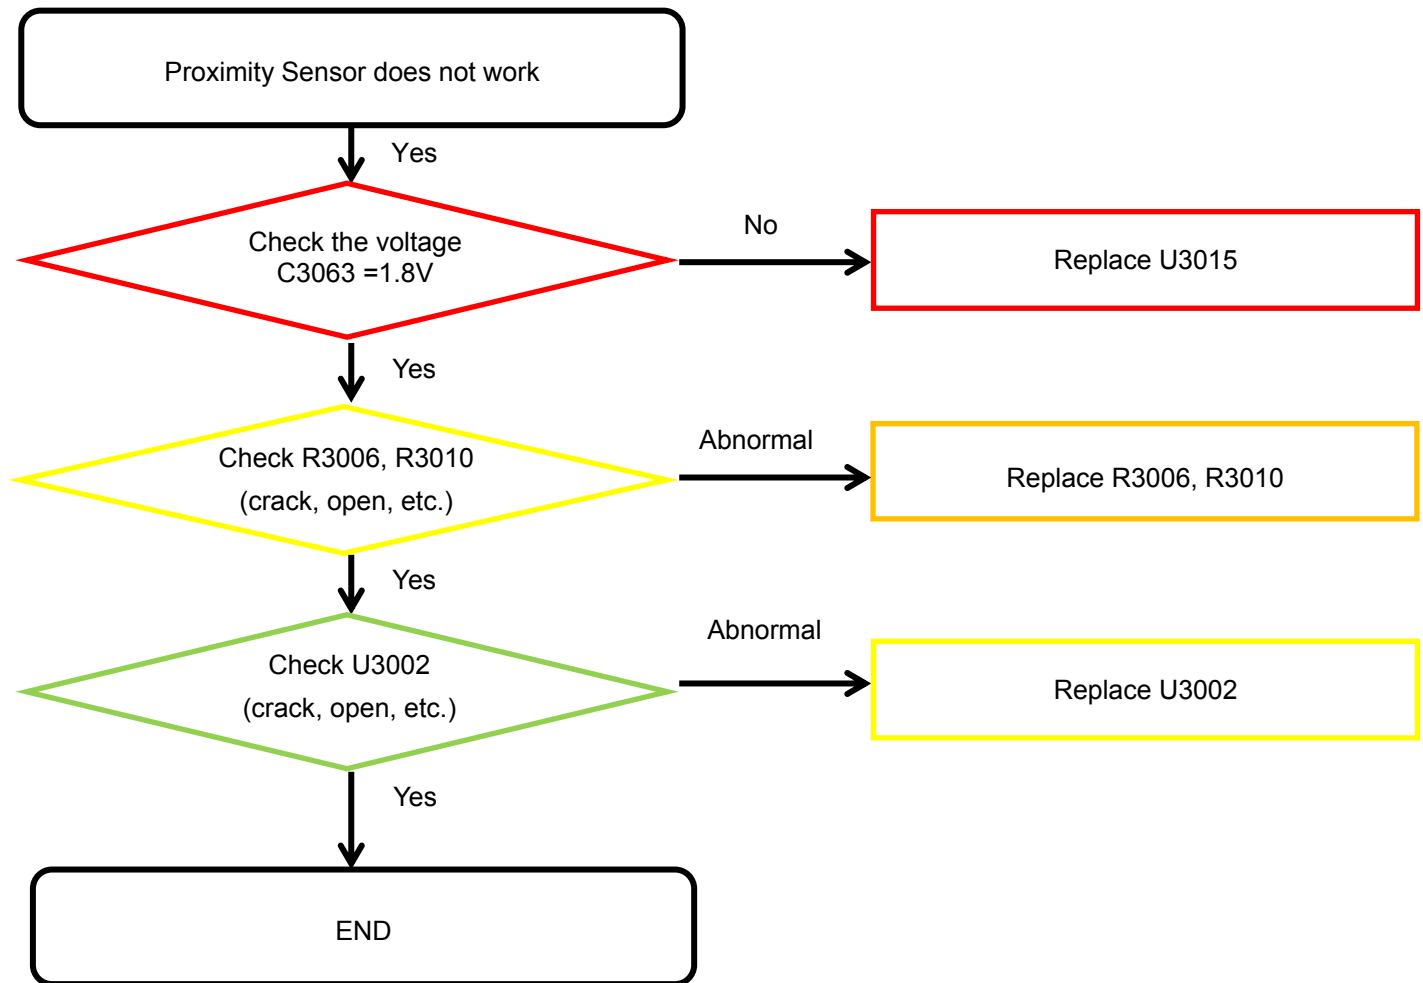 Proximity Sensor does not work
Yes
Check the voltage
C3063 =1.8V
No
Replace U3015
Yes
Check R3006, R3010
(crack, open, etc.)
Abnormal
Replace R3006, R3010
Yes
Check U3002
(crack, open, etc.)
Abnormal
Replace U3002
Yes
END